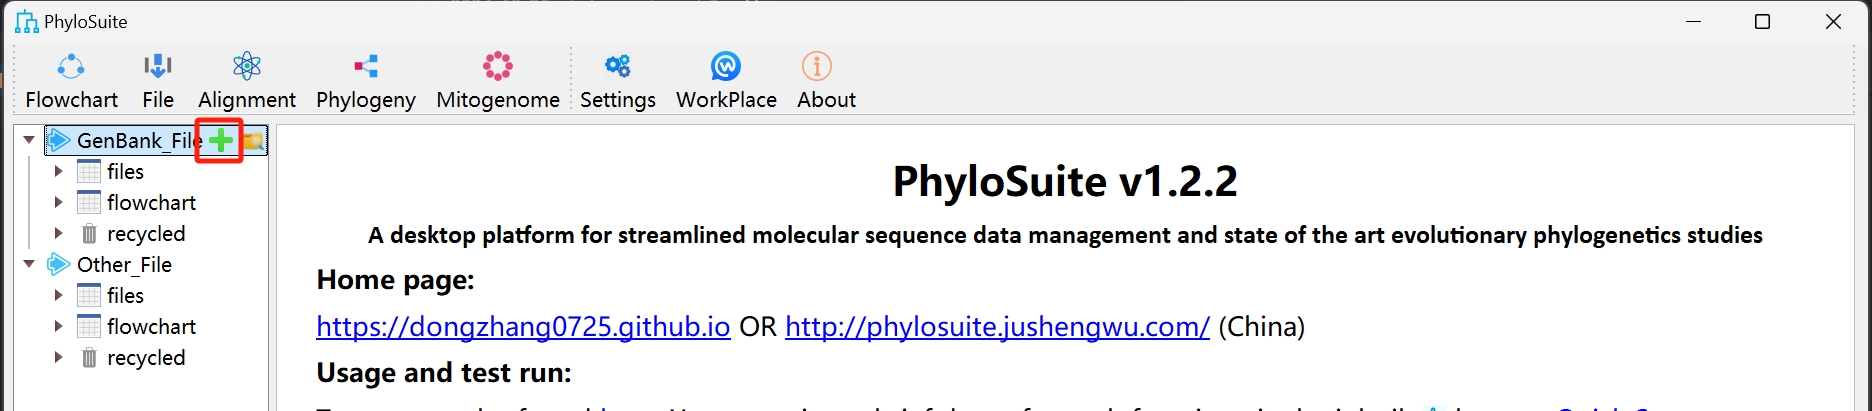 PhyloSuite
Flowchart File Alignment Phylogeny Mitogenome Settings WorkPlace About
GenBank_File
files
flowchart
recycled
Other_File
files
flowchart
recycled
PhyloSuite v1.2.2
A desktop platform for streamlined molecular sequence data management and state of the art evolutionary phylogenetics studies
Home page:
https://dongzhang0725.github.io OR http://phylosuite.jushengwu.com/ (China)
Usage and test run: